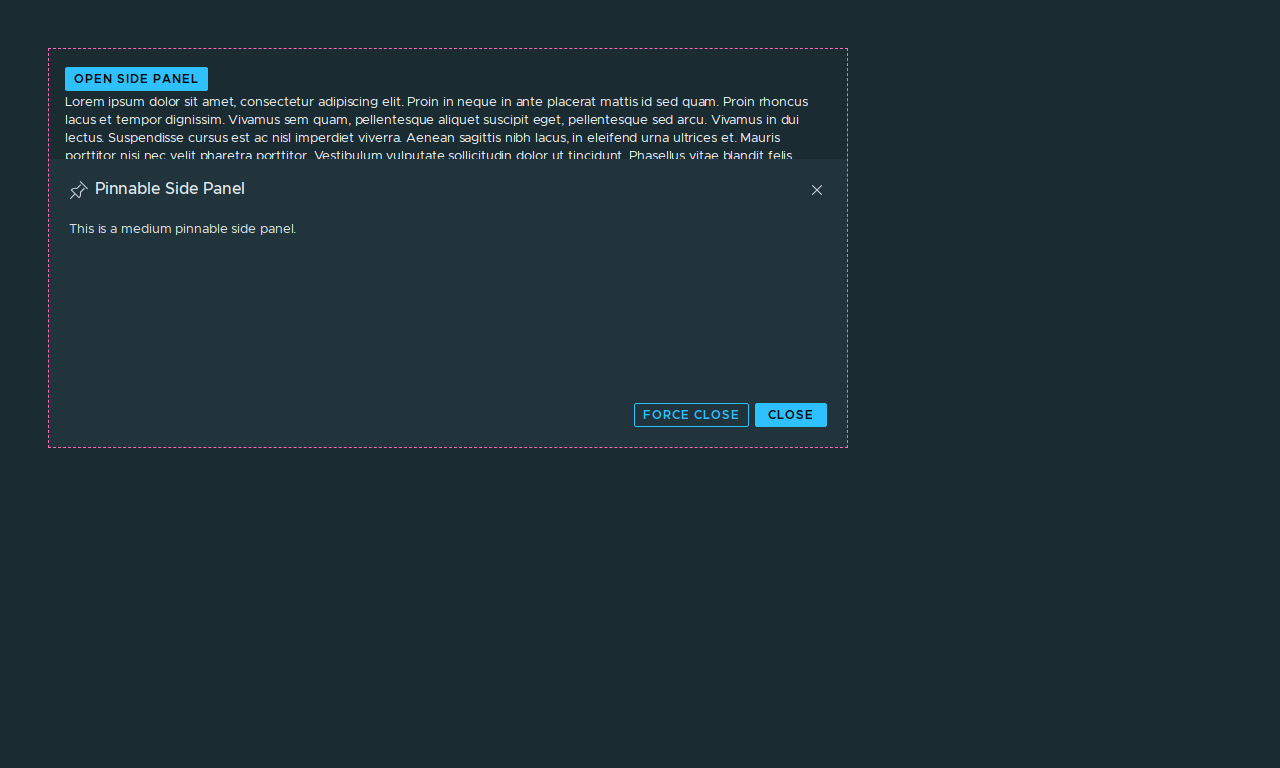 OPEN SIDE PANEL
Lorem ipsum dolor sit amet, consectetur adipiscing elit. Proin in neque in ante placerat mattis id sed quam. Proin rhoncus
lacus et tempor dignissim. Vivamus sem quam, pellentesque aliquet suscipit eget, pellentesque sed arcu. Vivamus in dui
lectus. Suspendisse cursus est ac nisl imperdiet viverra. Aenean sagittis nibh lacus, in eleifend urna ultrices et. Mauris
porttitor nisi nec velit pharetra porttitor. Vestibulum vulputate sollicitudin dolor ut tincidunt. Phasellus vitae blandit felis
Pinnable Side Panel
This is a medium pinnable side panel.
FORCE CLOSE
CLOSE